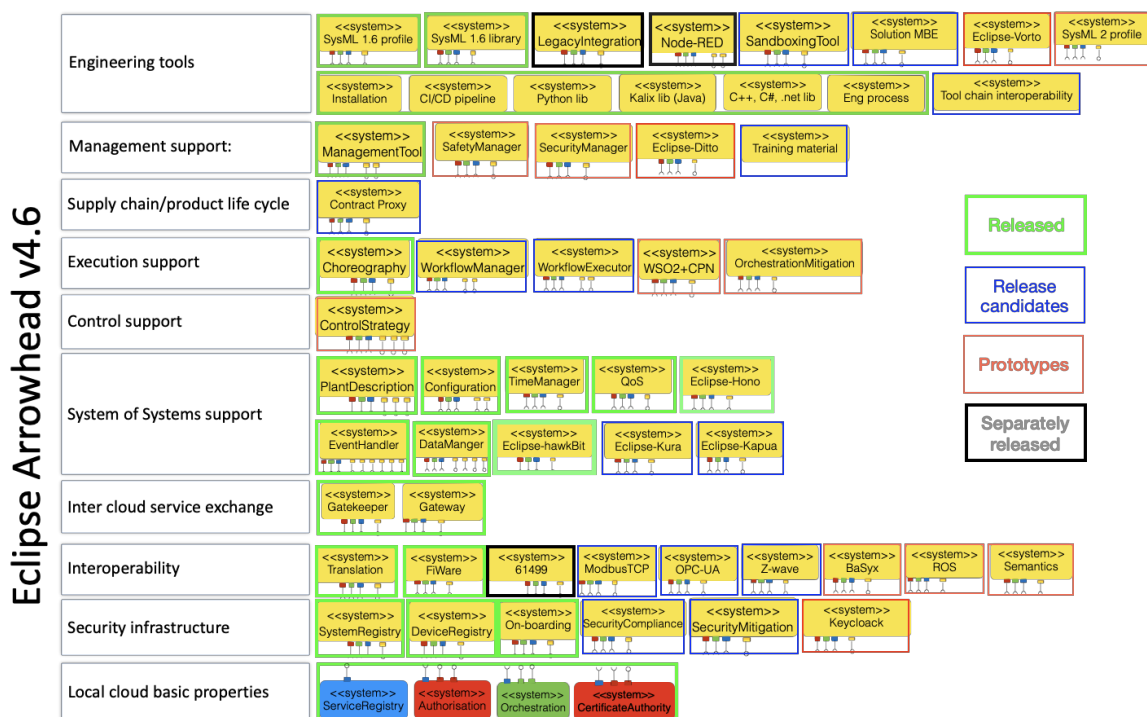 Eclipse Arrowhead v4.6
Engineering tools
<<system>>
SysML 1.6 profile
<<system>>
SysML 1.6 library
<<system>>
LegacyIntegration
<<system>>
Node-RED
<<system>>
SandboxingTool
<<system>>
Solution MBE
<<system>>
Eclipse-Vorto
<<system>>
SysML 2 profile
<<system>>
Installation
<<system>>
CI/CD pipeline
<<system>>
Python lib
<<system>>
Kalix lib (Java)
<<system>>
C++, C#, .net lib
<<system>>
Eng process
<<system>>
Tool chain interoperability
Management support:
<<system>>
ManagementTool
<<system>>
SafetyManager
<<system>>
SecurityManager
<<system>>
Eclipse-Ditto
<<system>>
Training material
Supply chain/product life cycle
<<system>>
Contract Proxy
Execution support
<<system>>
Choreography
<<system>>
WorkflowManager
<<system>>
WorkflowExecutor
<<system>>
WSO2+CPN
<<system>>
OrchestrationMitigation
Control support
<<system>>
ControlStrategy
System of Systems support
<<system>>
PlantDescription
<<system>>
Configuration
<<system>>
TimeManager
<<system>>
QoS
<<system>>
Eclipse-Hono
<<system>>
EventHandler
<<system>>
DataManger
<<system>>
Eclipse-hawkBit
<<system>>
Eclipse-Kura
<<system>>
Eclipse-Kapua
Inter cloud service exchange
<<system>>
Gatekeeper
<<system>>
Gateway
Interoperability
<<system>>
Translation
<<system>>
FiWare
<<system>>
61499
<<system>>
ModbusTCP
<<system>>
OPC-UA
<<system>>
Z-wave
<<system>>
BaSyx
<<system>>
ROS
<<system>>
Semantics
Security infrastructure
<<system>>
SystemRegistry
<<system>>
DeviceRegistry
<<system>>
On-boarding
<<system>>
SecurityCompliance
<<system>>
SecurityMitigation
<<system>>
Keycloack
Local cloud basic properties
<<system>>
ServiceRegistry
<<system>>
Authorisation
<<system>>
Orchestration
<<system>>
CertificateAuthority
Released
Release
candidates
Prototypes
Separately
released